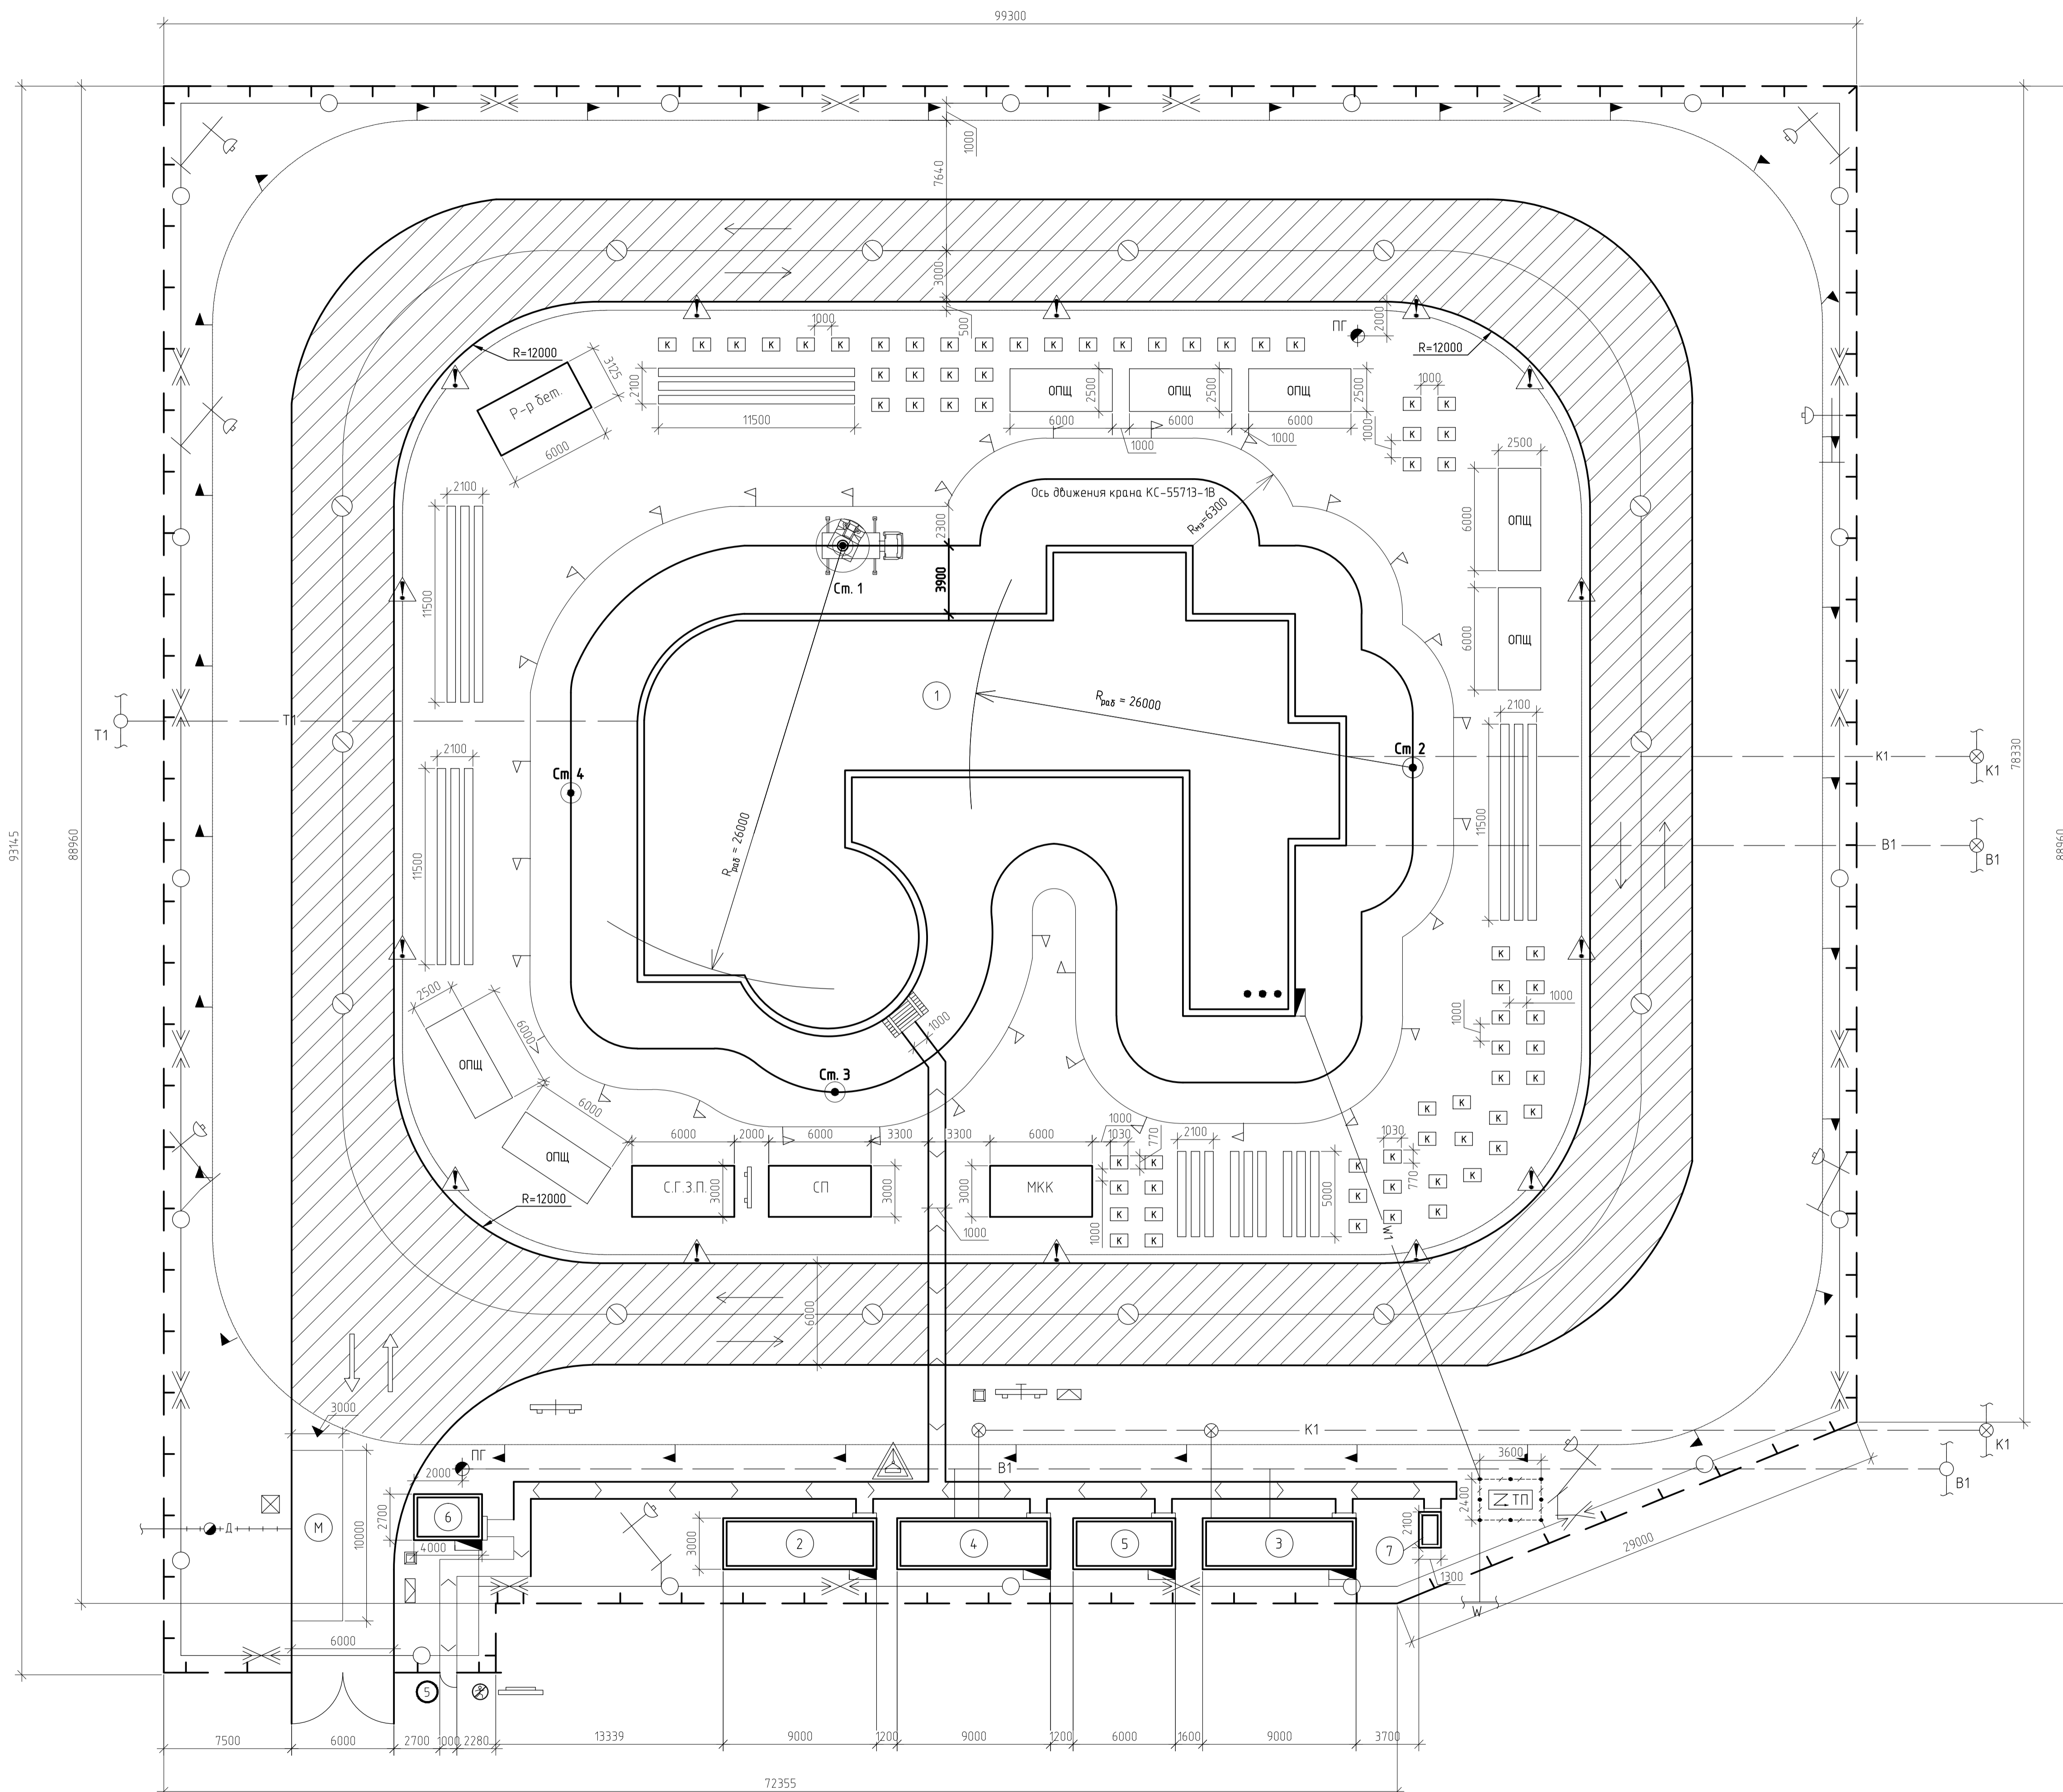 99300
1000
7640
3000
500
2000
ПГ
1000
R=12000
R=12000
3125
Р-р бет.
6000
2100
11500
К К К К К К К К К К К К К К К К К К К
К К К К
К К К К
ОПЩ
ОПЩ
ОПЩ
2500
2500
2500
6000
6000
6000
1000
1000
1000
1000
К К
К К
К К
2500
6000
ОПЩ
6000
ОПЩ
2100
11500
2100
11500
Ось движения крана КС-55713-1В
Rмз=6300
2300
3900
Ст. 1
1
Rраб = 26000
Rраб = 26000
Ст. 2
Ст. 4
Ст. 3
Т1
Т1
К1
К1
В1
В1
78330
88960
93145
88960
2100
11500
К К
К К
К К
К К
К К
1000
1000
2500
6000
ОПЩ
6000
ОПЩ
1000
R=12000
6000
2000
6000
3300
3300
6000
1000
1030
770
2100
1030
770
С.Г.З.П.
3000
СП
3000
3000
МКК
1000
1000
5000
К К
К К
К К
К К
К К К К
К К К
К К К
К К К
К К
W1
6000
3000
10000
М
Д
ПГ
2000
2700
6
4000
К1
К1
В1
В1
3600
2400
ТП
2100
7
1300
29000
W
3000
2
4
5
3
6000
5
7500
6000
2700
1000
2280
13339
9000
1200
9000
1200
6000
1600
9000
3700
72355